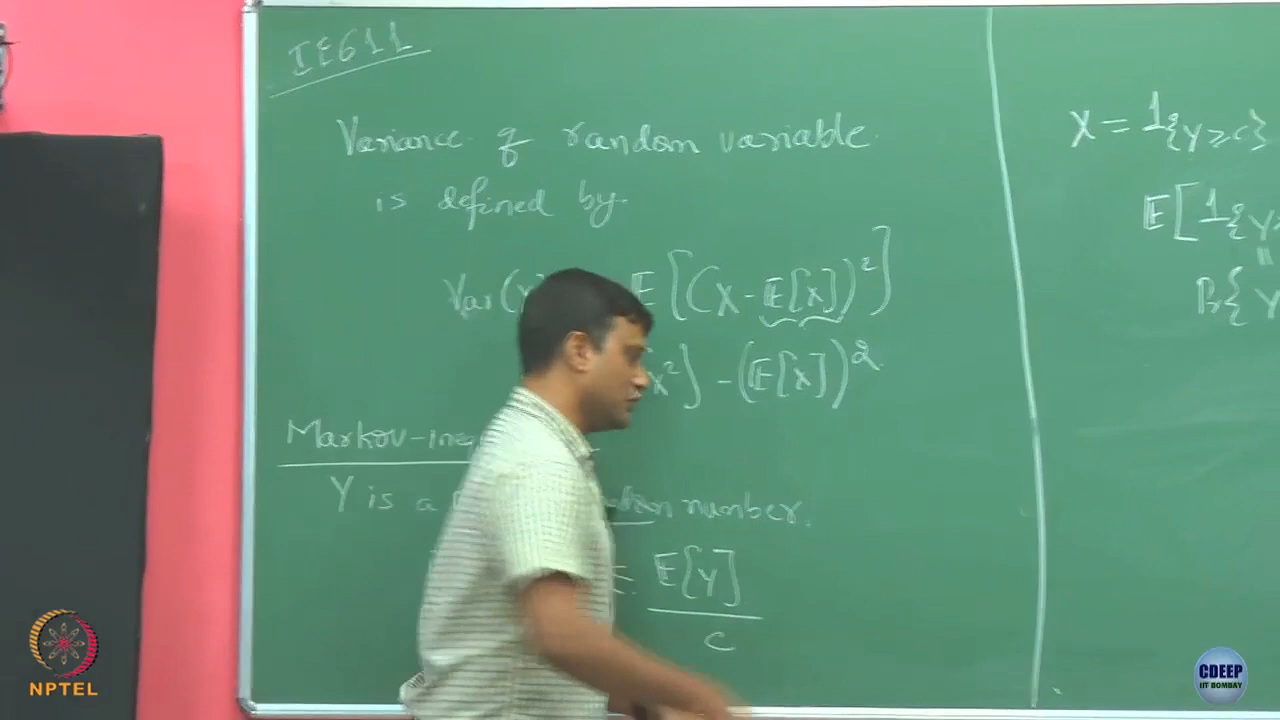 IE611
Variance of random variable
is defined by
Var(X E[(X - E[X])²]
X²] - (E[X])²
Markov-ine
Y is a random number.
≤ E[Y]
c
X = 1{Y≥c}
E[1{Y≥
=
P{Y
NPTEL
CDEEP
IIT BOMBAY